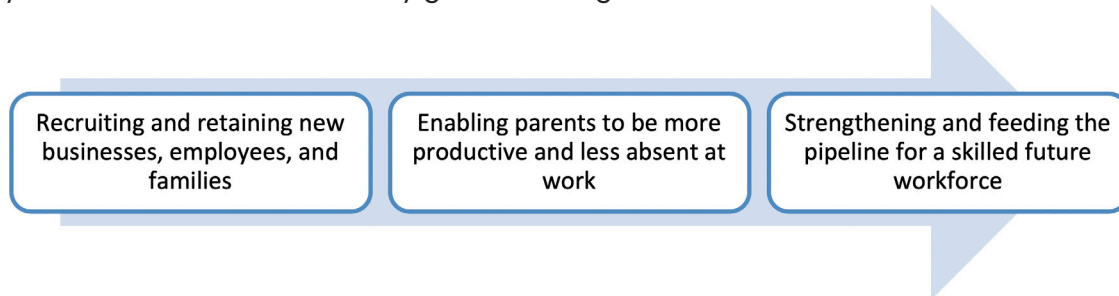 Recruiting and retaining new
businesses, employees, and
families
Enabling parents to be more
productive and less absent at
work
Strengthening and feeding the
pipeline for a skilled future
workforce